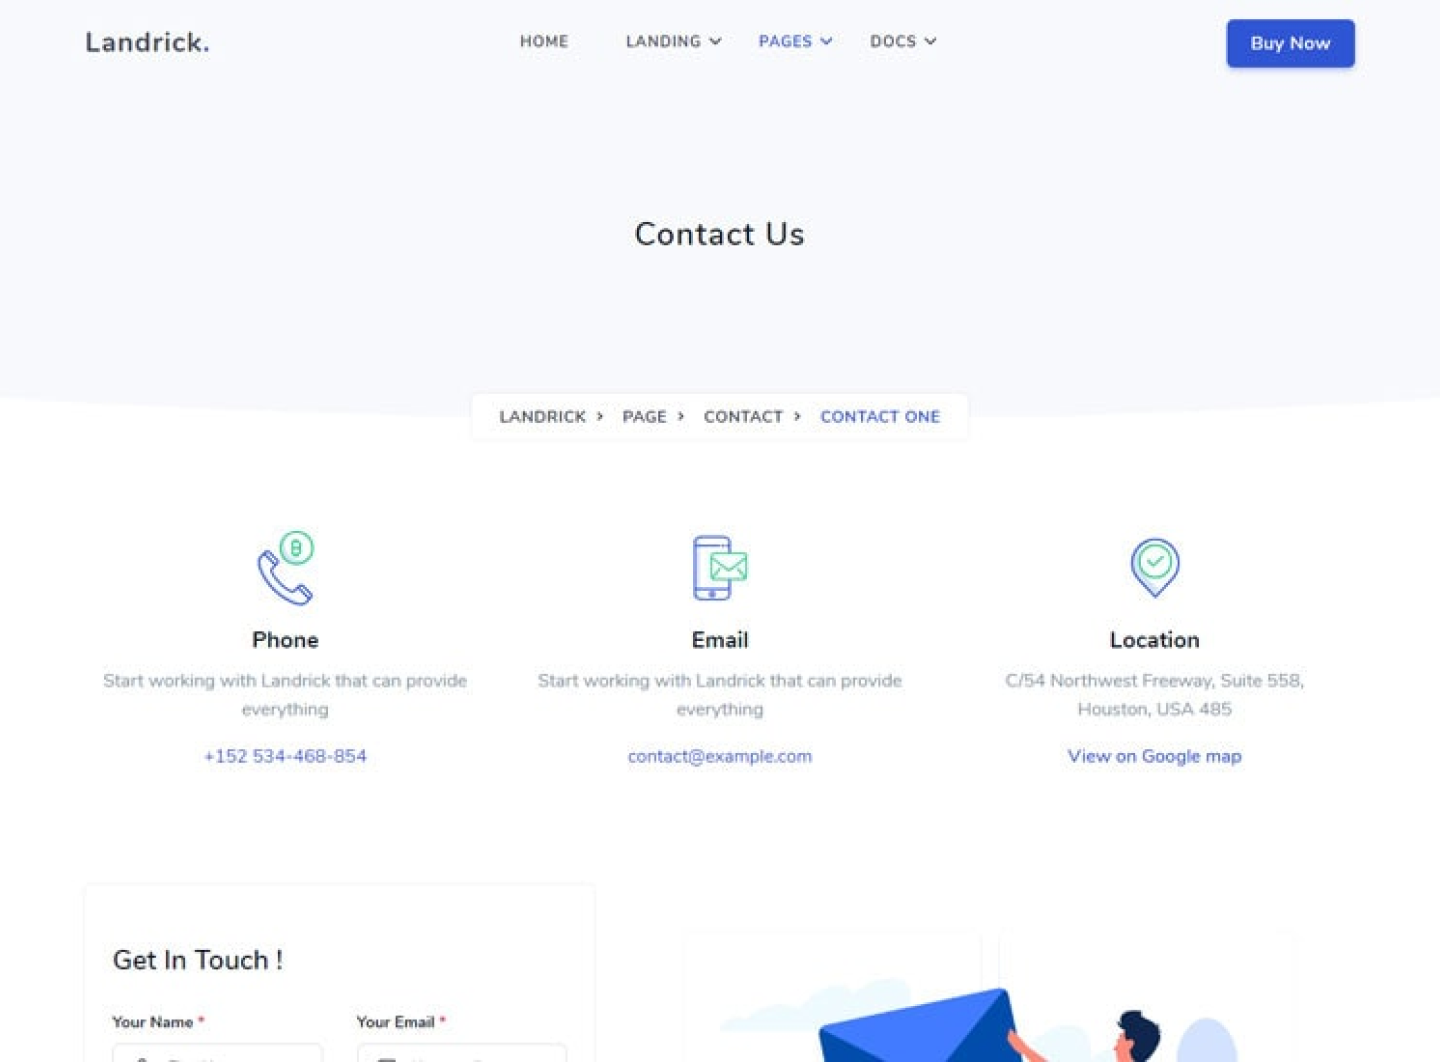 Landrick.
HOME
LANDING
PAGES
DOCS
Buy Now
Contact Us
LANDRICK > PAGE > CONTACT > CONTACT ONE
Phone
Start working with Landrick that can provide
everything
+152 534-468-854
Email
Start working with Landrick that can provide
everything
contact@example.com
Location
C/54 Northwest Freeway, Suite 558,
Houston, USA 485
View on Google map
Get In Touch !
Your Name *
Your Email *